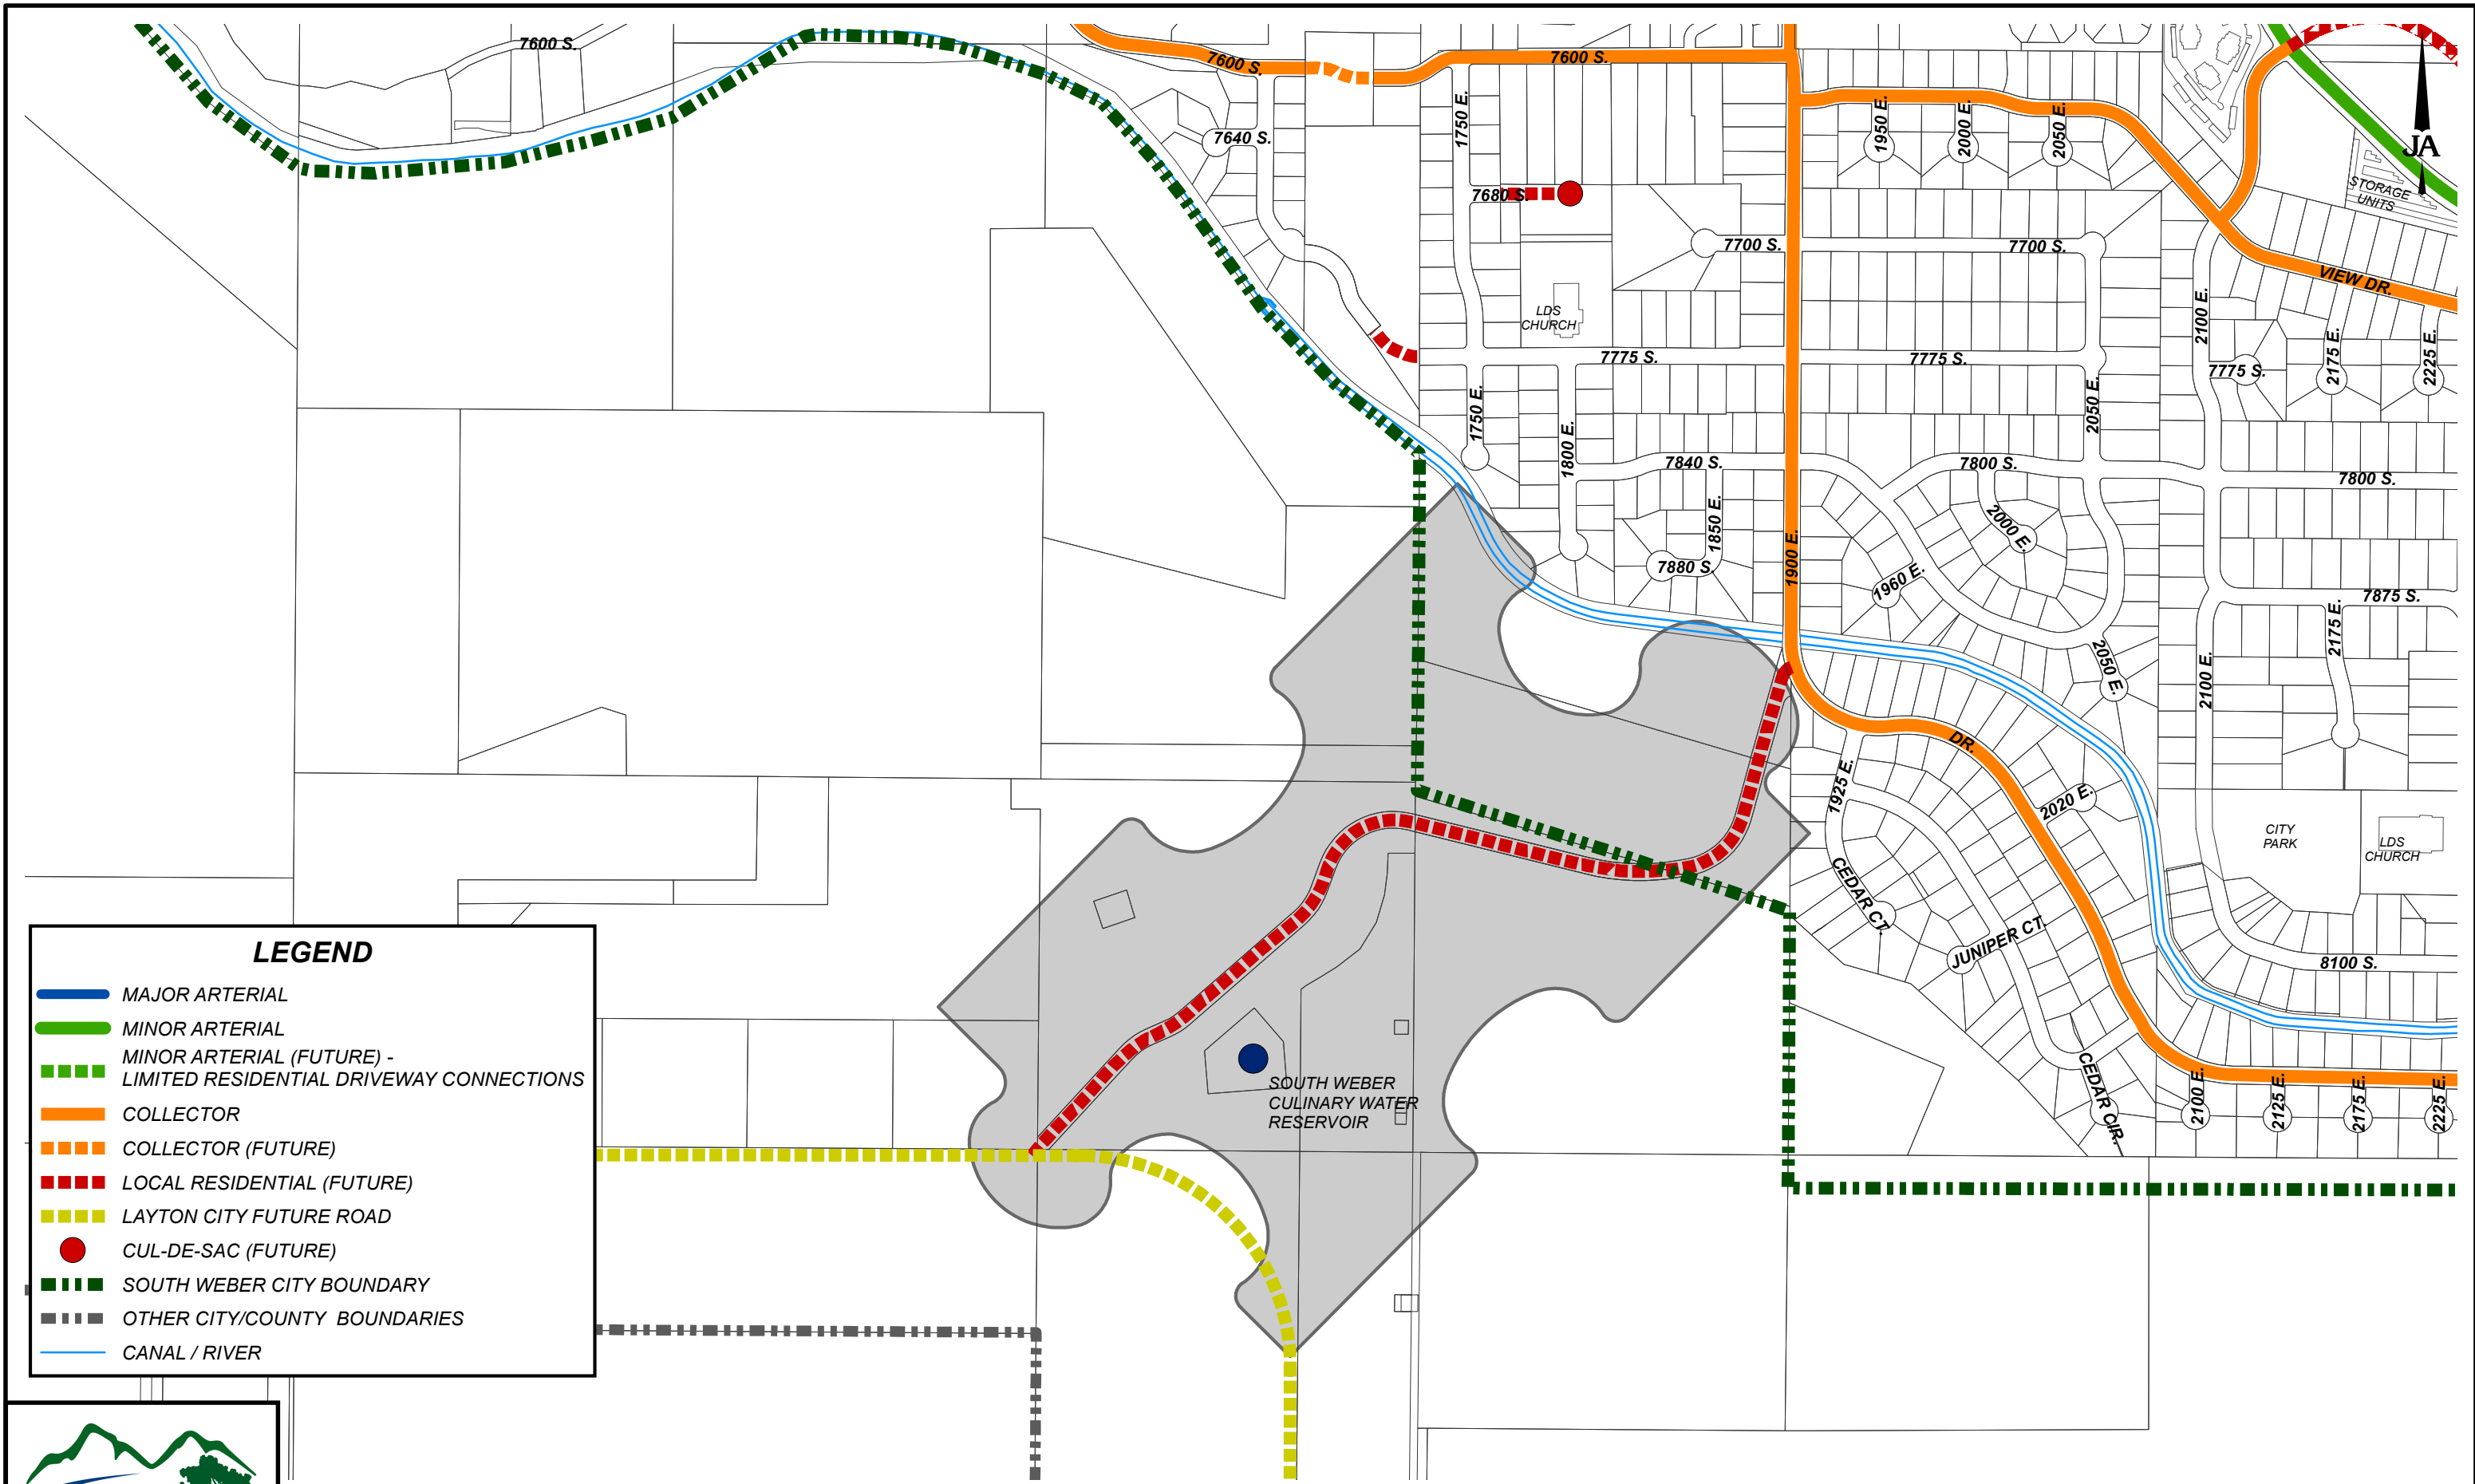 7600 S.
7600 S.
7600 S.
1750 E.
1950 E.
2000 E.
2050 E.
JA
7640 S.
STORAGE
UNITS
7680 S.
7700 S.
7700 S.
VIEW DR.
2100 E.
LDS
CHURCH
7775 S.
7775 S.
7775 S.
2175 E.
2225 E.
1750 E.
2050 E.
1800 E.
7840 S.
7800 S.
7800 S.
1850 E.
2000 E.
1900 E.
7880 S.
1960 E.
7875 S.
2175 E.
2050 E.
2100 E.
DR.
1925 E.
2020 E.
CITY
PARK
LDS
CHURCH
CEDAR CT.
JUNIPER CT.
8100 S.
SOUTH WEBER
CULINARY WATER
RESERVOIR
CEDAR CIR.
2100 E.
2125 E.
2175 E.
2225 E.
LEGEND
MAJOR ARTERIAL
MINOR ARTERIAL
MINOR ARTERIAL (FUTURE) -
LIMITED RESIDENTIAL DRIVEWAY CONNECTIONS
COLLECTOR
COLLECTOR (FUTURE)
LOCAL RESIDENTIAL (FUTURE)
LAYTON CITY FUTURE ROAD
CUL-DE-SAC (FUTURE)
SOUTH WEBER CITY BOUNDARY
OTHER CITY/COUNTY BOUNDARIES
CANAL / RIVER